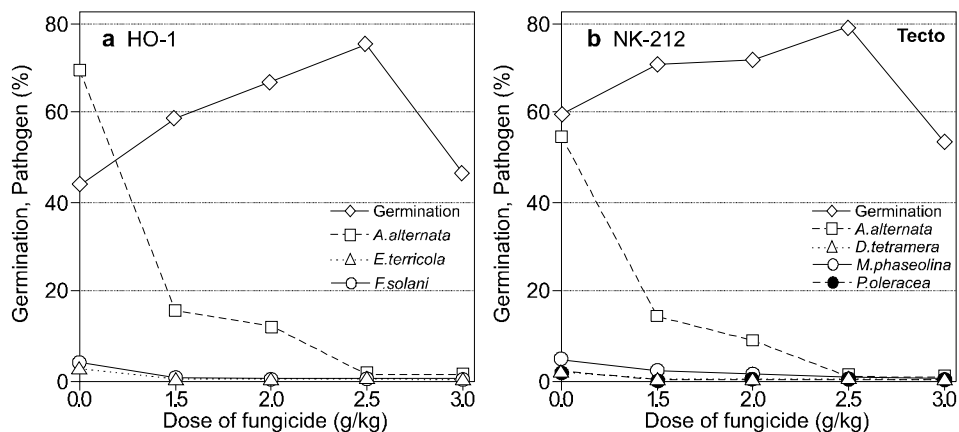 a HO-1
Germination, Pathogen (%)
80
60
40
20
0
Germination
A.alternata
E.terricola
F.solani
0.0 1.5 2.0 2.5 3.0
Dose of fungicide (g/kg)
b NK-212 Tecto
Germination, Pathogen (%)
80
60
40
20
0
Germination
A.alternata
D.tetramera
M.phaseolina
P.oleracea
0.0 1.5 2.0 2.5 3.0
Dose of fungicide (g/kg)